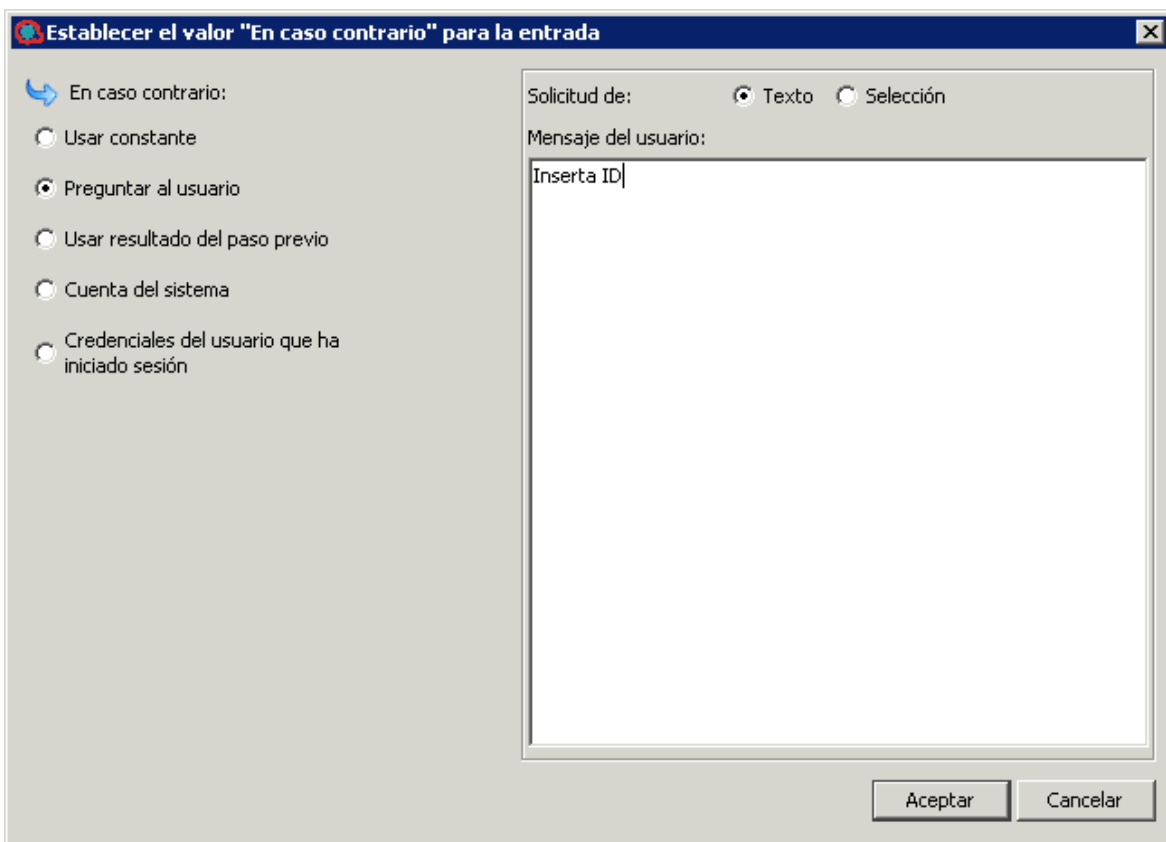 Establecer el valor "En caso contrario" para la entrada
En caso contrario:
Usar constante
Preguntar al usuario
Usar resultado del paso previo
Cuenta del sistema
Credenciales del usuario que ha
iniciado sesión
Solicitud de: Texto Selección
Mensaje del usuario:
Inserta ID
Aceptar Cancelar